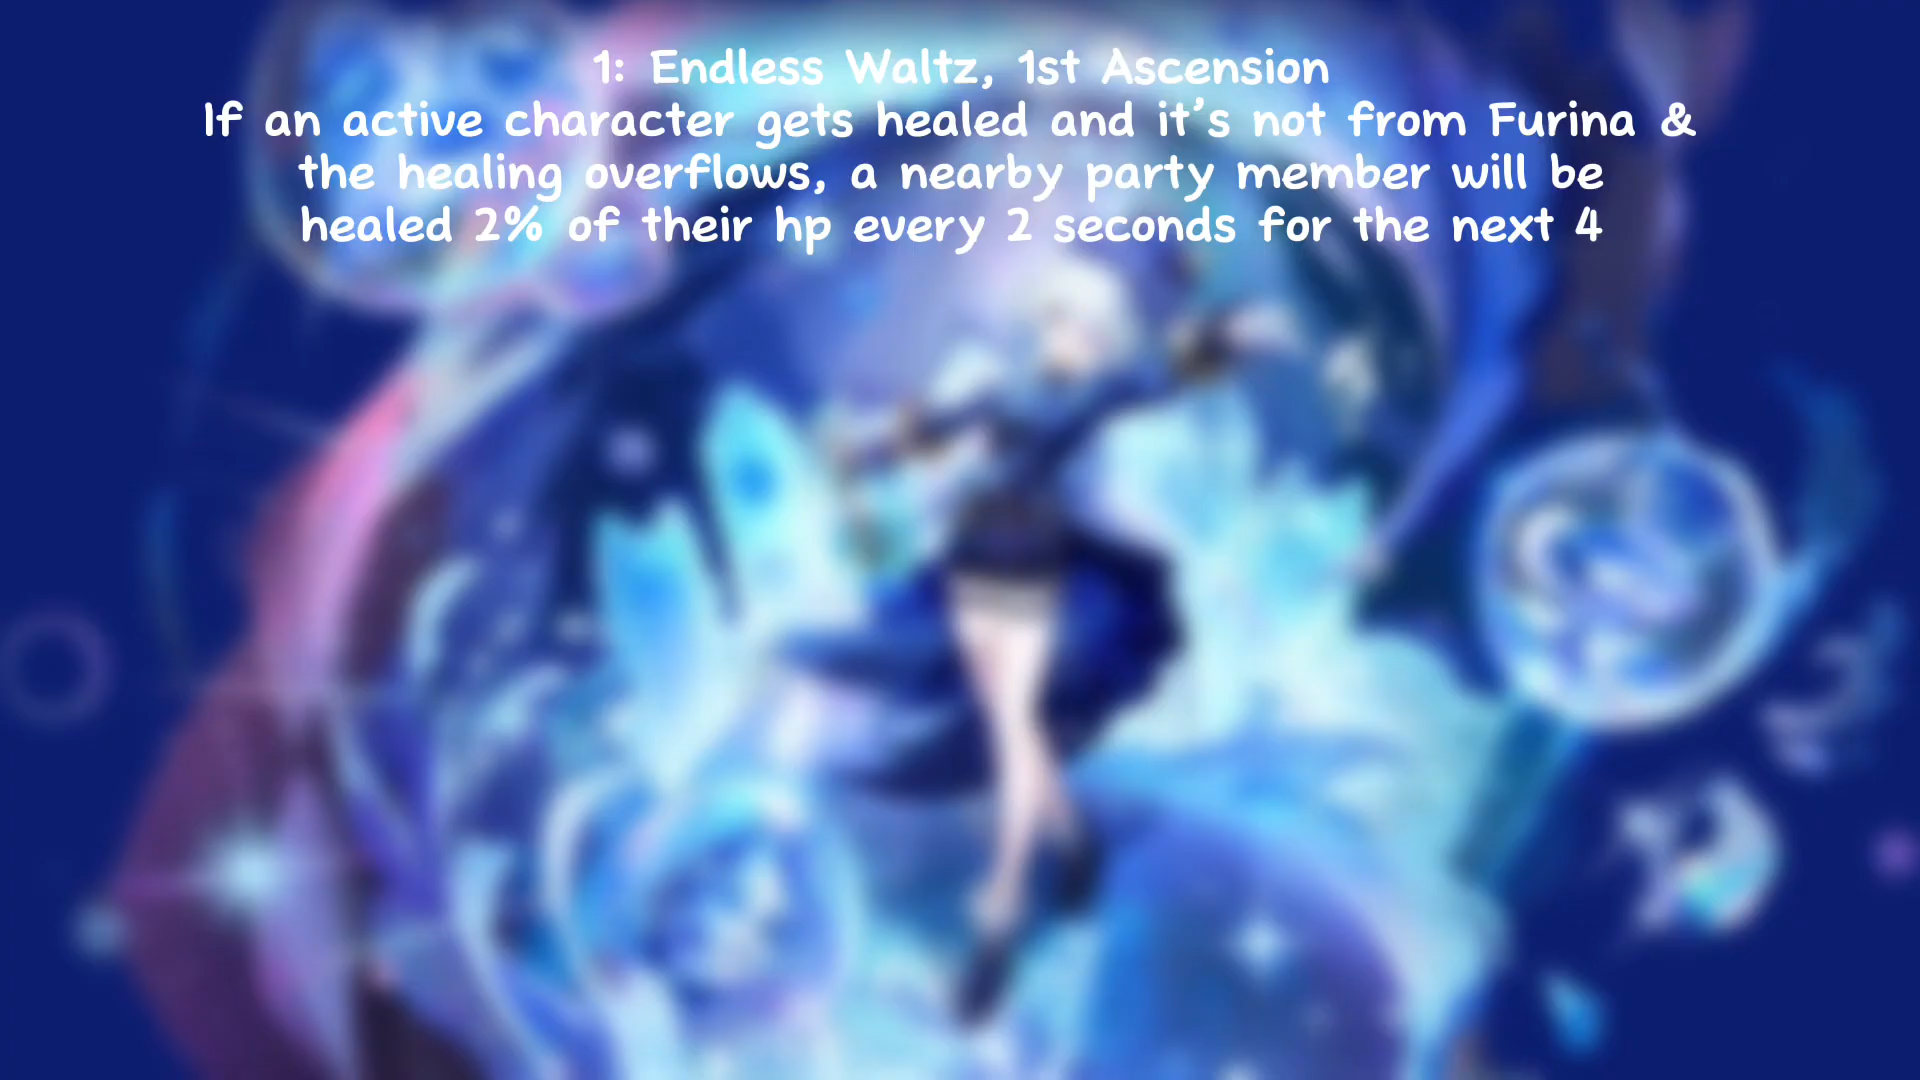 1: Endless Waltz, 1st Ascension
If an active character gets healed and it's not from Furina &
the healing overflows, a nearby party member will be
healed 2% of their hp every 2 seconds for the next 4